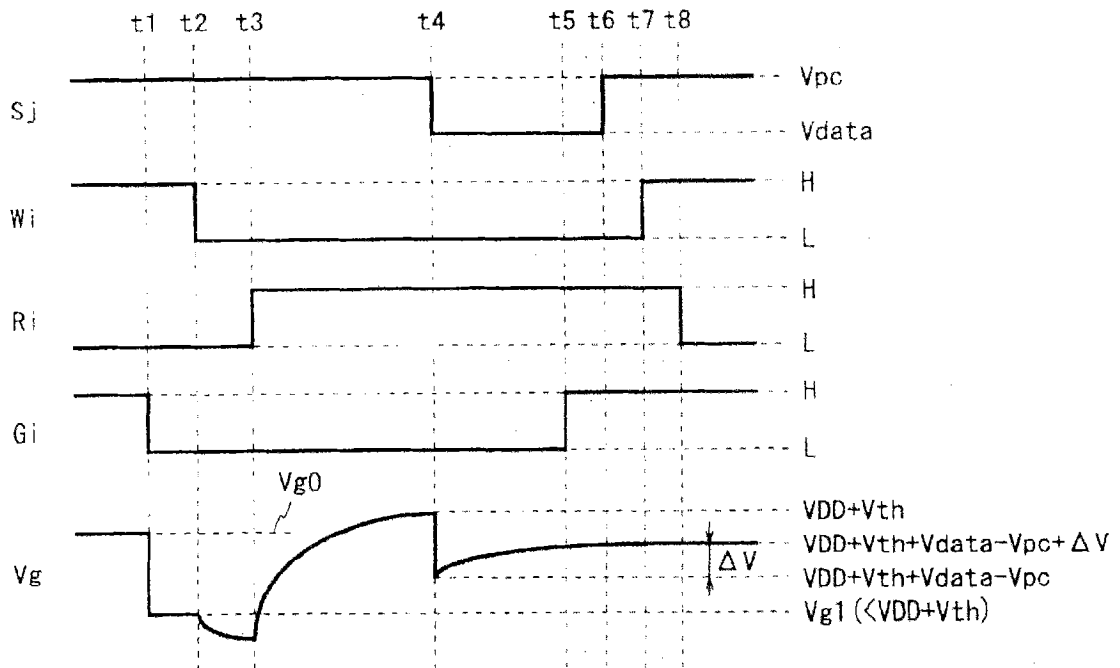 t1 t2 t3 t4 t5 t6 t7 t8
Sj
Vpc
Vdata
Wi
H
L
Ri
H
L
Gi
H
L
Vg
Vg0
VDD+Vth
VDD+Vth+Vdata-Vpc+ΔV
ΔV
VDD+Vth+Vdata-Vpc
Vg1(<VDD+Vth)